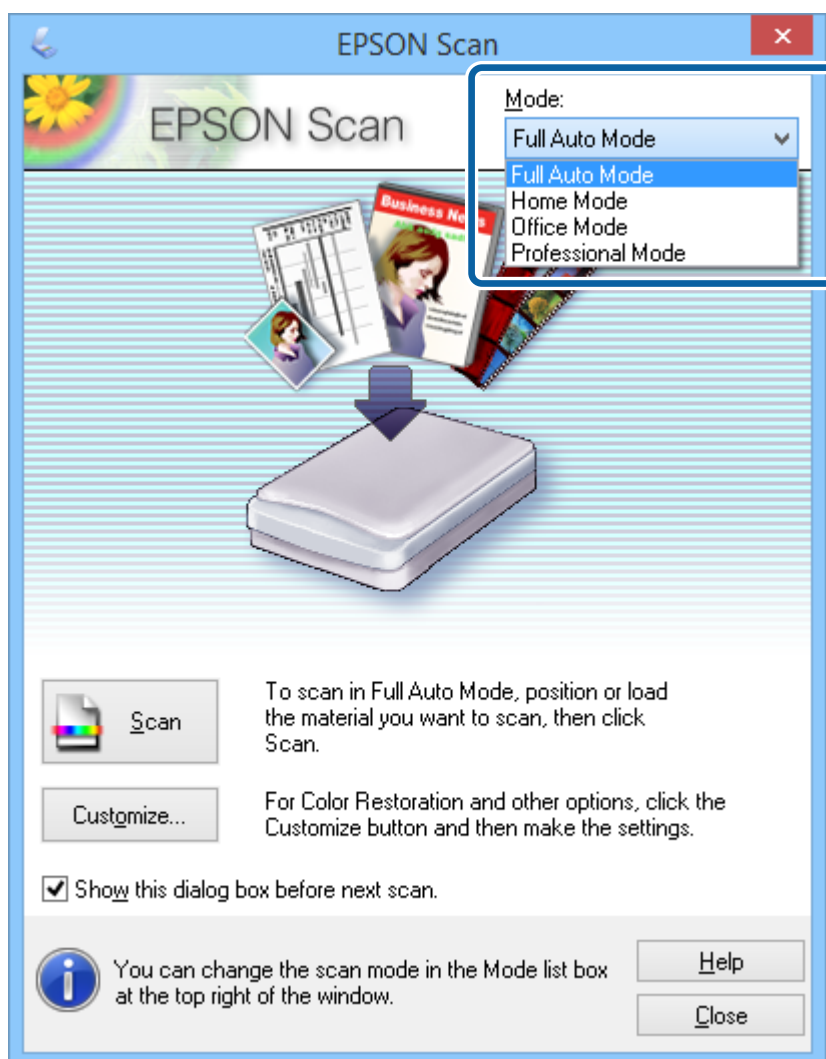 EPSON Scan
EPSON Scan
Mode:
Full Auto Mode
Full Auto Mode
Home Mode
Office Mode
Professional Mode
Business News
Scan
To scan in Full Auto Mode, position or load
the material you want to scan, then click
Scan.
Customize...
For Color Restoration and other options, click the
Customize button and then make the settings.
Show this dialog box before next scan.
You can change the scan mode in the Mode list box
at the top right of the window.
Help
Close